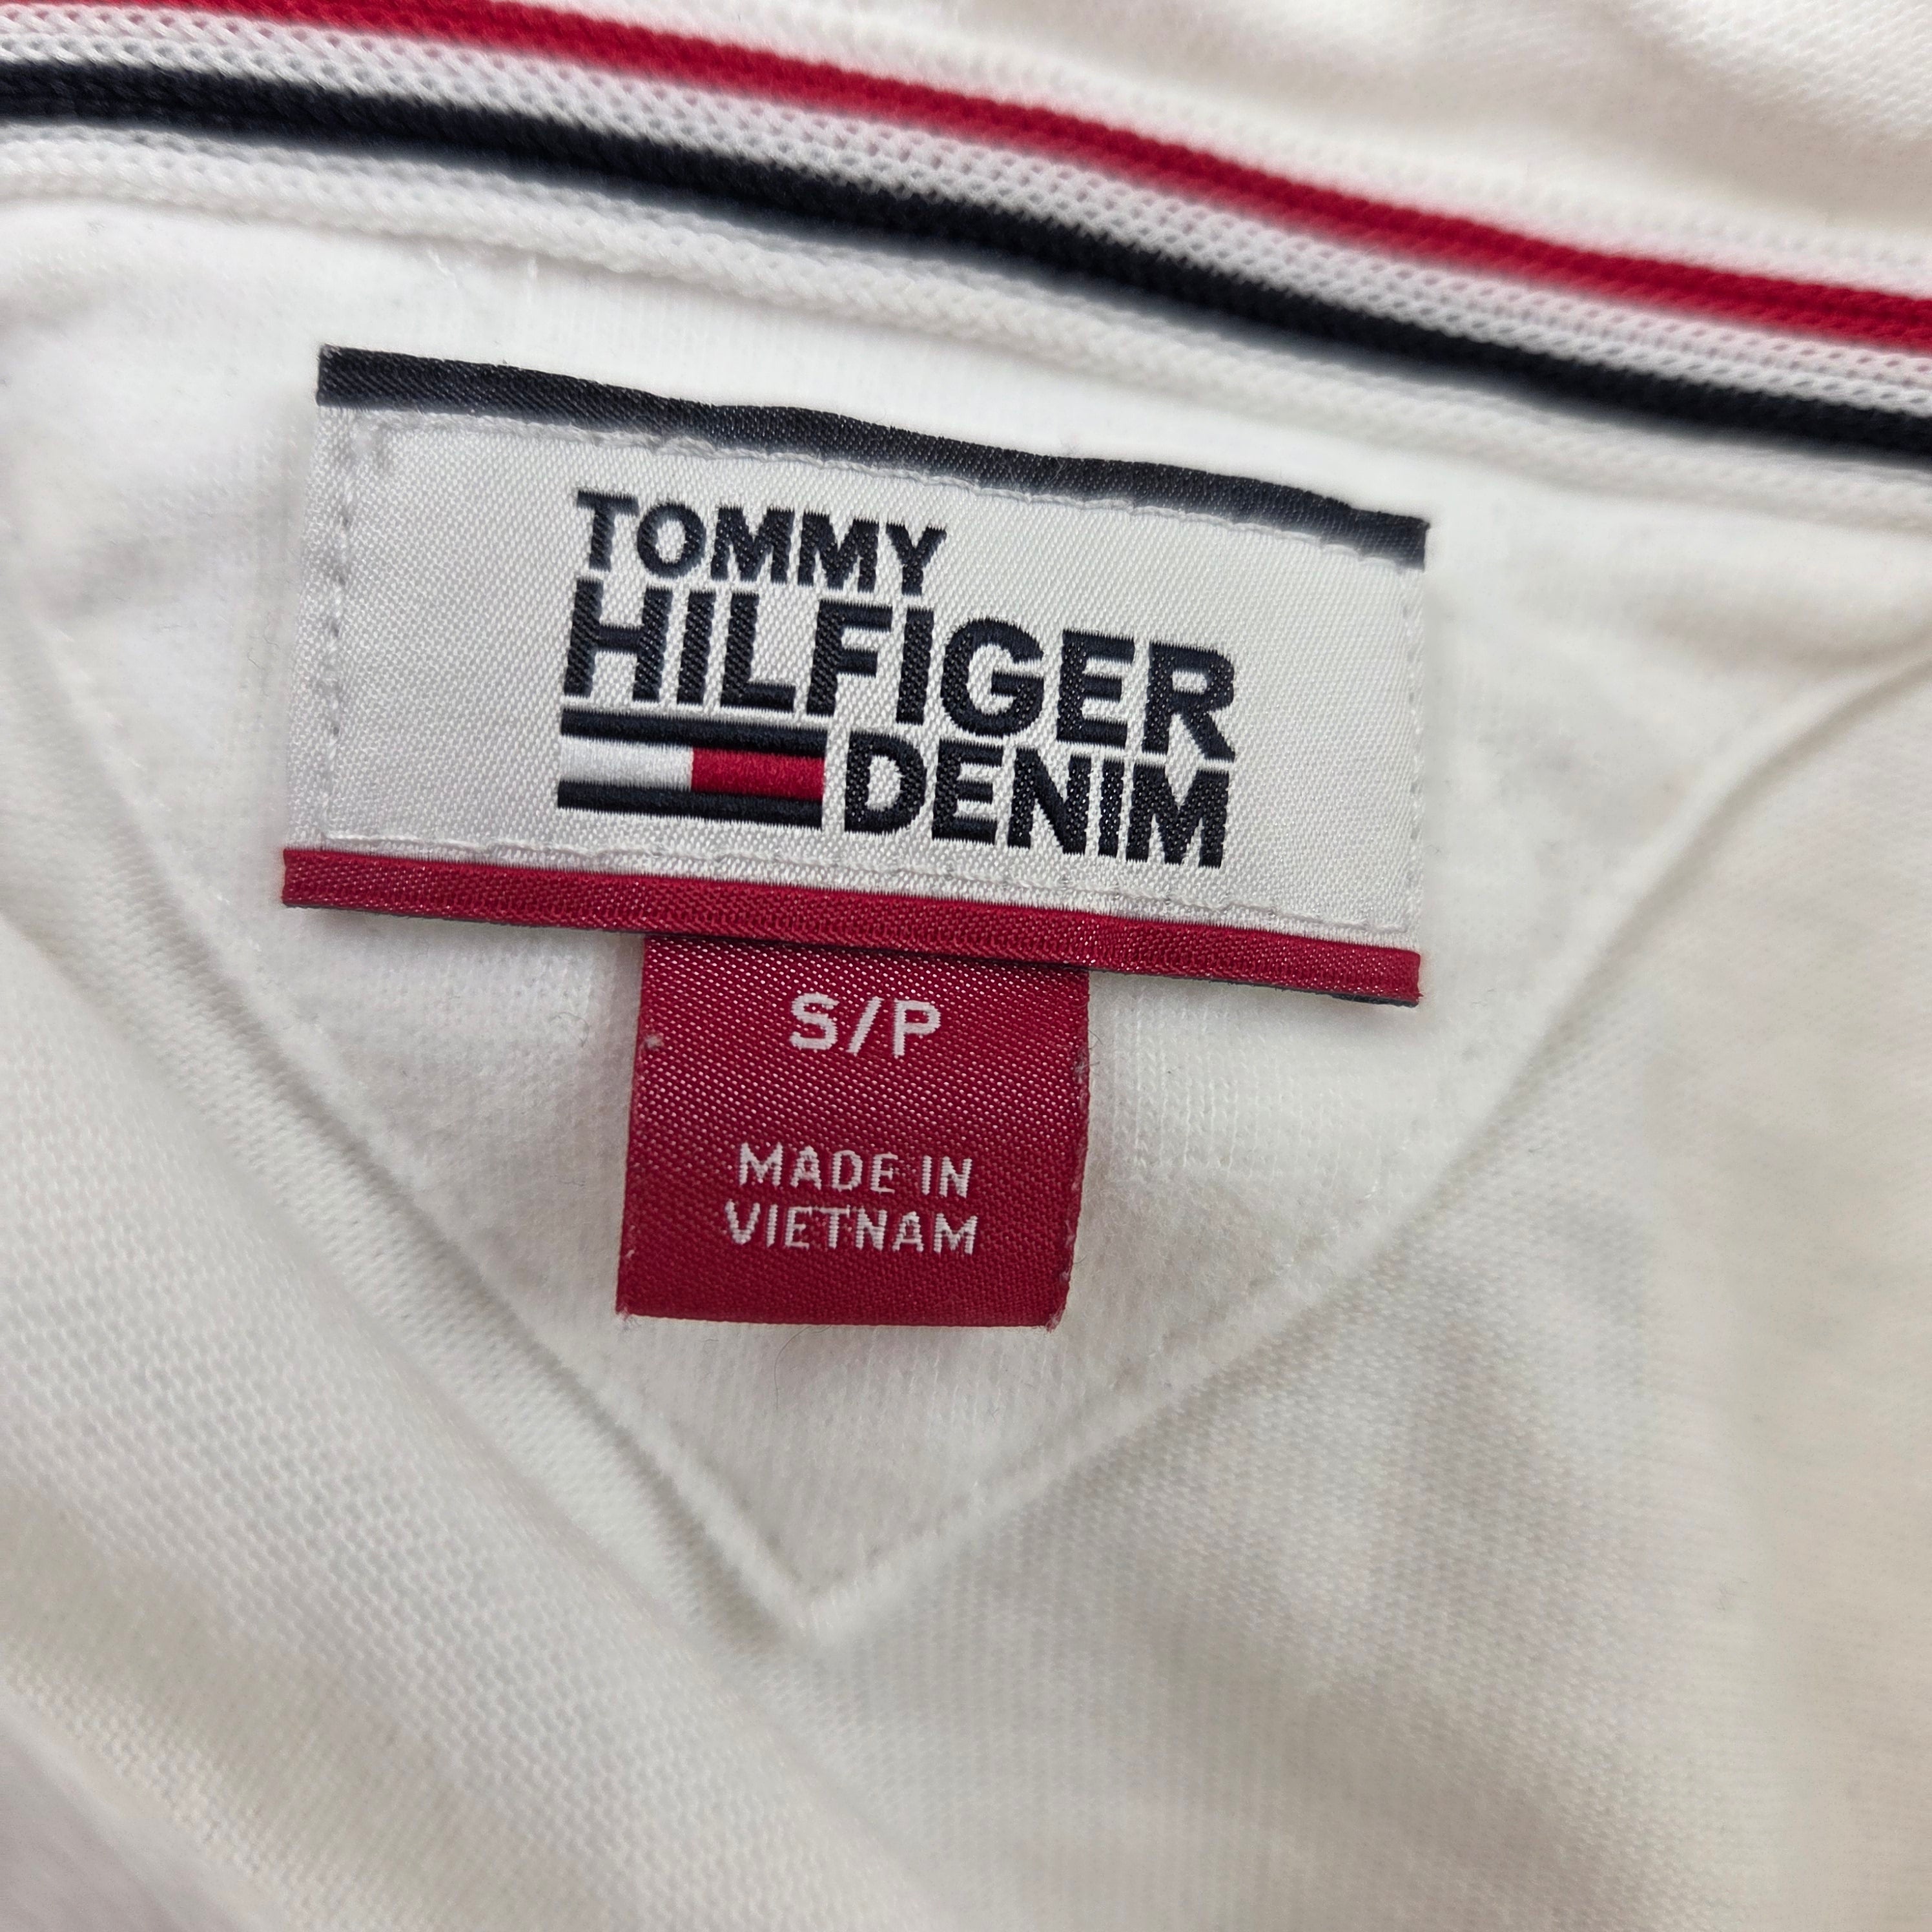 TOMMY
HILFIGER
DENIM
S/P
MADE IN
VIETNAM